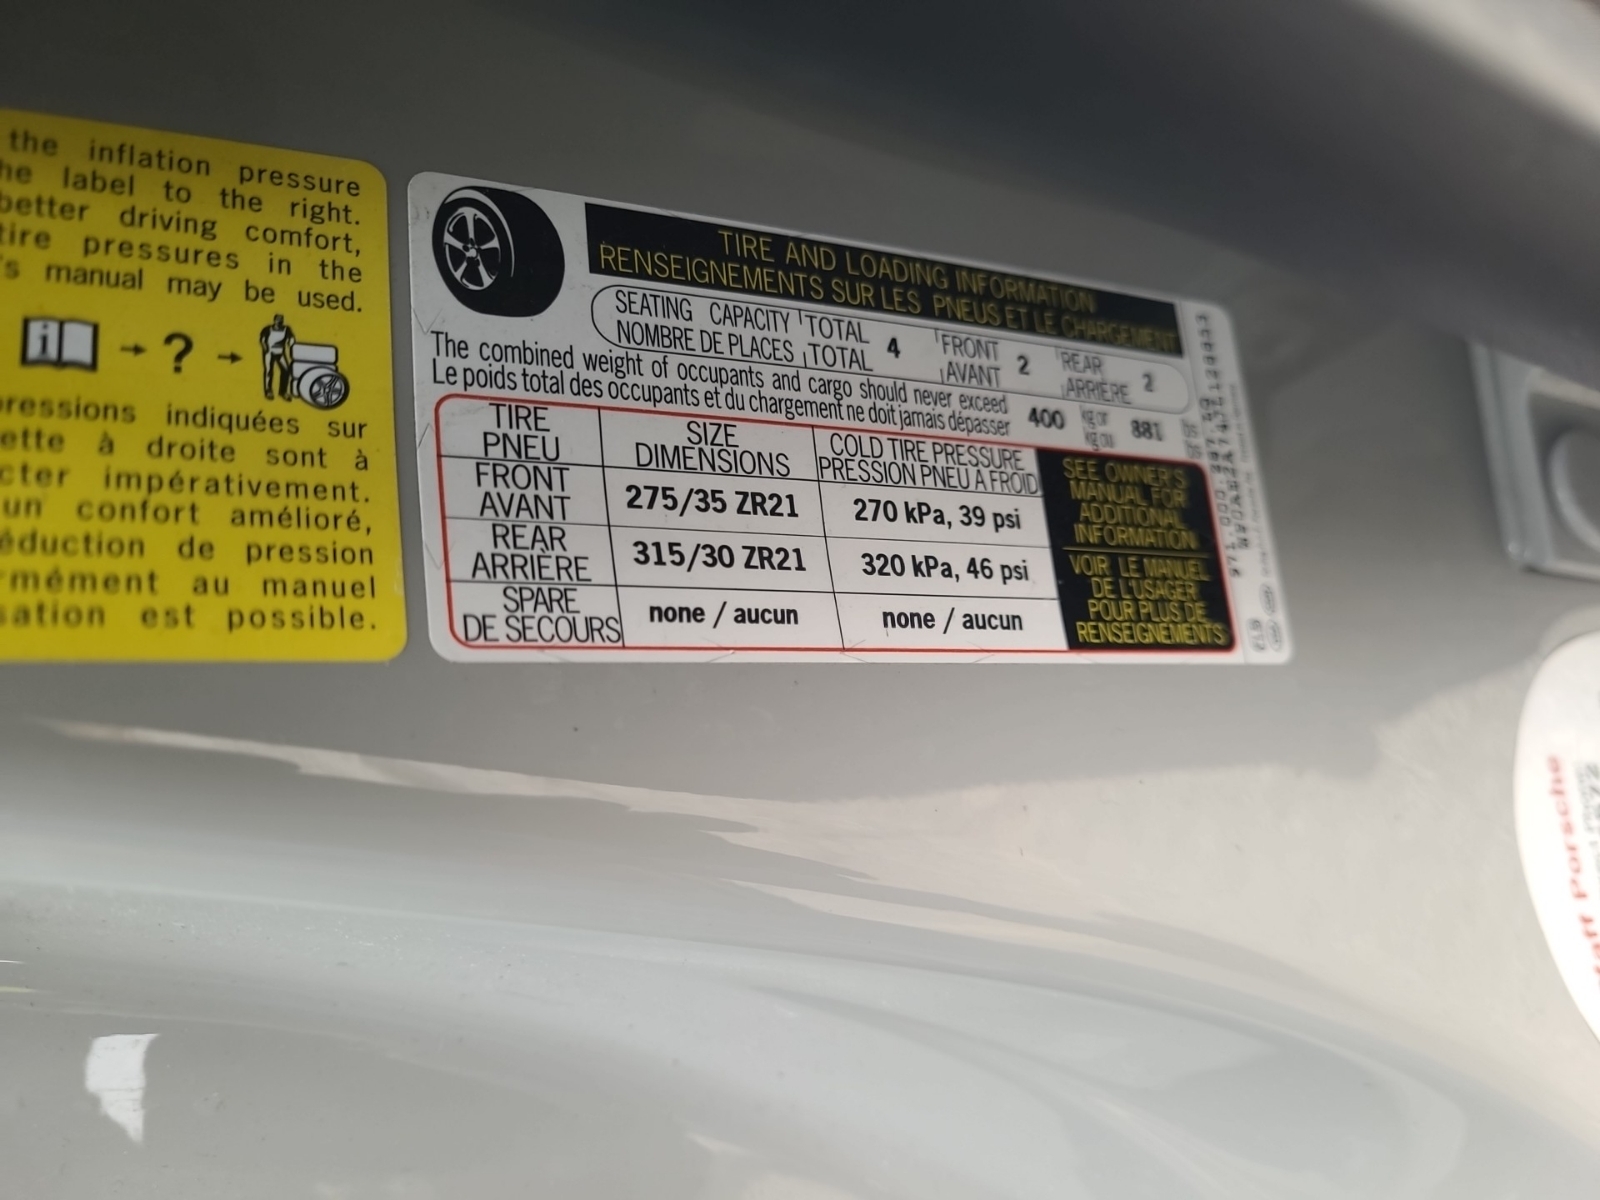 the inflation pressure
label to the right.
better driving comfort,
tire pressures in the
's manual may be used.
i → ? →
pressions indiquées sur
à droite sont à
impérativement.
un confort amélioré,
réduction de pression
au manuel
est possible.
TIRE AND LOADING INFORMATION
RENSEIGNEMENTS SUR LES PNEUS ET LE CHARGEMENT
SEATING CAPACITY TOTAL 4 FRONT 2 REAR 2
NOMBRE DE PLACES TOTAL AVANT ARRIÈRE
The combined weight of occupants and cargo should never exceed 400 kg or 881 lbs
Le poids total des occupants et du chargement ne doit jamais dépasser kg ou lbs
TIRE SIZE COLD TIRE PRESSURE
PNEU DIMENSIONS PRESSION PNEU A FROID
FRONT 275/35 ZR21 270 kPa, 39 psi
AVANT
REAR 315/30 ZR21 320 kPa, 46 psi
ARRIÈRE
SPARE none / aucun none / aucun
DE SECOURS
SEE OWNER'S
MANUAL FOR
ADDITIONAL
INFORMATION
VOIR LE MANUEL
DE L'USAGER
POUR PLUS DE
RENSEIGNEMENTS
Porsche